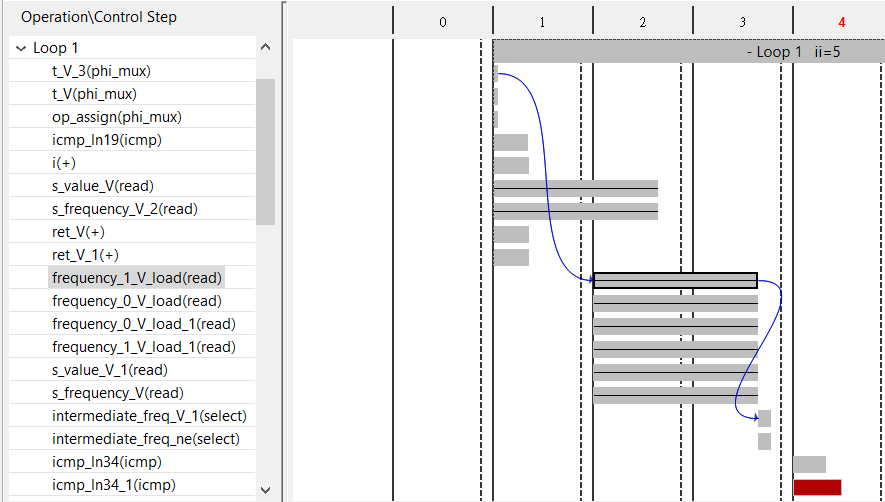 Operation\Control Step
0 1 2 3 4
Loop 1
- Loop 1 ii=5
t_V_3(phi_mux)
t_V(phi_mux)
op_assign(phi_mux)
icmp_ln19(icmp)
i(+)
s_value_V(read)
s_frequency_V_2(read)
ret_V(+)
ret_V_1(+)
frequency_1_V_load(read)
frequency_0_V_load(read)
frequency_0_V_load_1(read)
frequency_1_V_load_1(read)
s_value_V_1(read)
s_frequency_V(read)
intermediate_freq_V_1(select)
intermediate_freq_ne(select)
icmp_ln34(icmp)
icmp_ln34_1(icmp)